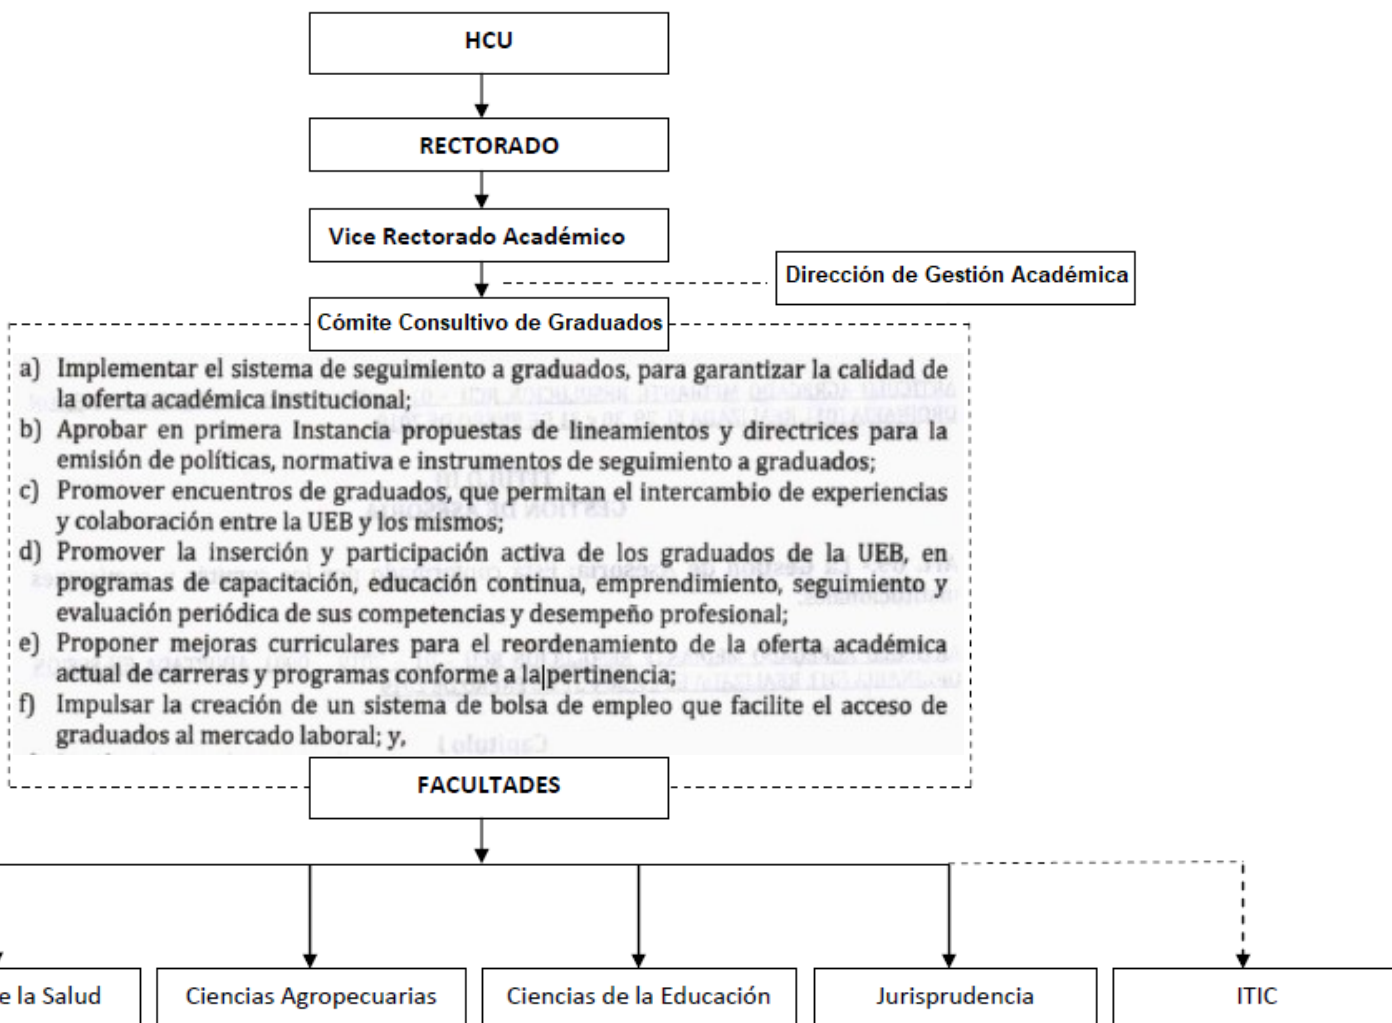 HCU
RECTORADO
Vice Rectorado Académico
Dirección de Gestión Académica
Cómite Consultivo de Graduados
a) Implementar el sistema de seguimiento a graduados, para garantizar la calidad de
la oferta académica institucional;
b) Aprobar en primera Instancia propuestas de lineamientos y directrices para la
emisión de políticas, normativa e instrumentos de seguimiento a graduados;
c) Promover encuentros de graduados, que permitan el intercambio de experiencias
y colaboración entre la UEB y los mismos;
d) Promover la inserción y participación activa de los graduados de la UEB, en
programas de capacitación, educación continua, emprendimiento, seguimiento y
evaluación periódica de sus competencias y desempeño profesional;
e) Proponer mejoras curriculares para el reordenamiento de la oferta académica
actual de carreras y programas conforme a la pertinencia;
f) Impulsar la creación de un sistema de bolsa de empleo que facilite el acceso de
graduados al mercado laboral; y,
FACULTADES
e la Salud
Ciencias Agropecuarias
Ciencias de la Educación
Jurisprudencia
ITIC